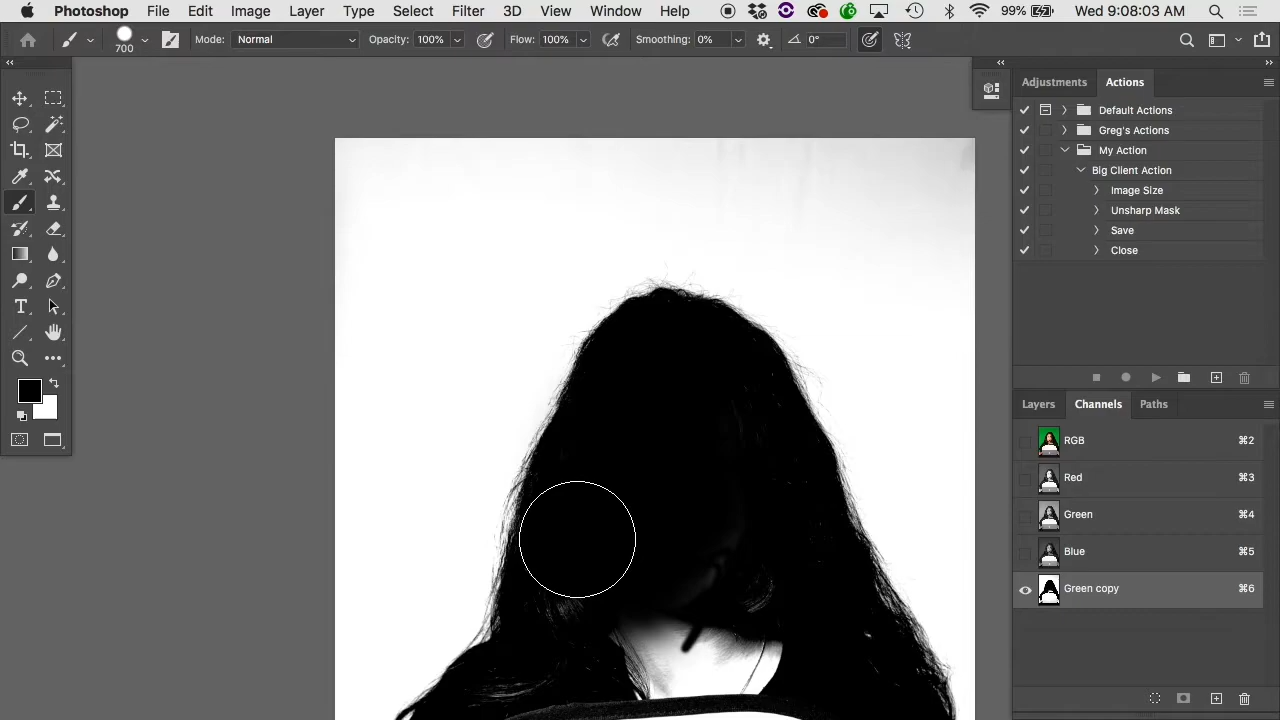 Photoshop File Edit Image Layer Type Select Filter 3D View Window Help 99% Wed 9:08:03 AM
700 Mode: Normal Opacity: 100% Flow: 100% Smoothing: 0% 0°
Adjustments Actions
Default Actions
Greg's Actions
My Action
Big Client Action
Image Size
Unsharp Mask
Save
Close
Layers Channels Paths
RGB ⌘2
Red ⌘3
Green ⌘4
Blue ⌘5
Green copy ⌘6